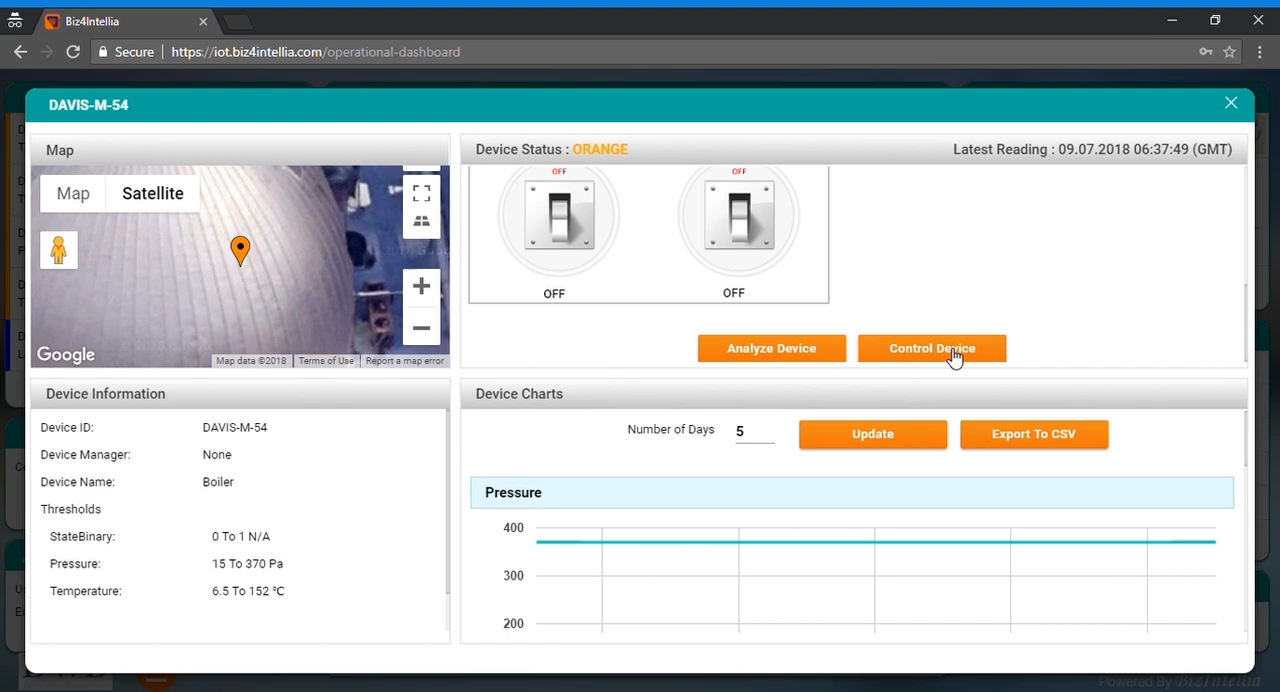 Biz4Intellia
Secure
https://iot.biz4intellia.com/operational-dashboard
DAVIS-M-54
Map
Map
Satellite
Google
Map data ©2018
Terms of Use
Report a map error
Device Status : ORANGE
Latest Reading : 09.07.2018 06:37:49 (GMT)
OFF
OFF
OFF
OFF
Analyze Device
Control Device
Device Information
Device ID: DAVIS-M-54
Device Manager: None
Device Name: Boiler
Thresholds
StateBinary: 0 To 1 N/A
Pressure: 15 To 370 Pa
Temperature: 6.5 To 152 ℃
Device Charts
Number of Days 5
Update
Export To CSV
Pressure
400
300
200
Powered By Biz4Intellia